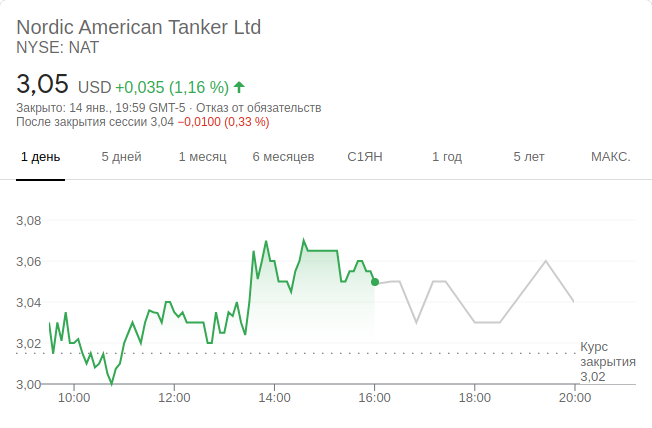 Nordic American Tanker Ltd
NYSE: NAT
3,05 USD +0,035 (1,16 %)
Закрыто: 14 янв., 19:59 GMT-5 · Отказ от обязательств
После закрытия сессии 3,04 −0,0100 (0,33 %)
1 день 5 дней 1 месяц 6 месяцев С1ЯН 1 год 5 лет МАКС.
3,08
3,06
3,04
3,02
3,00
Курс
закрытия
3,02
10:00 12:00 14:00 16:00 18:00 20:00